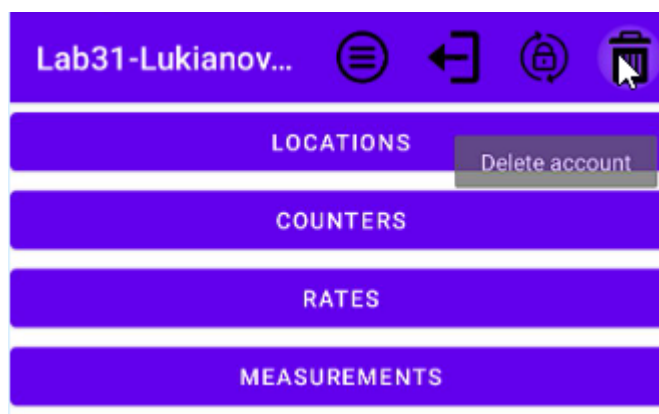 Lab31-Lukianov...
LOCATIONS
Delete account
COUNTERS
RATES
MEASUREMENTS